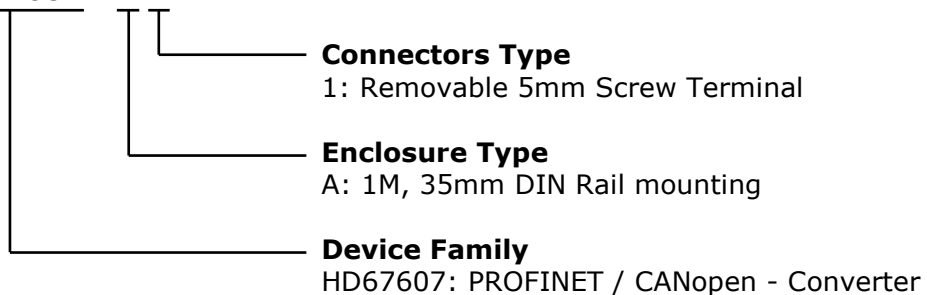 Connectors Type
1: Removable 5mm Screw Terminal
Enclosure Type
A: 1M, 35mm DIN Rail mounting
Device Family
HD67607: PROFINET / CANopen - Converter